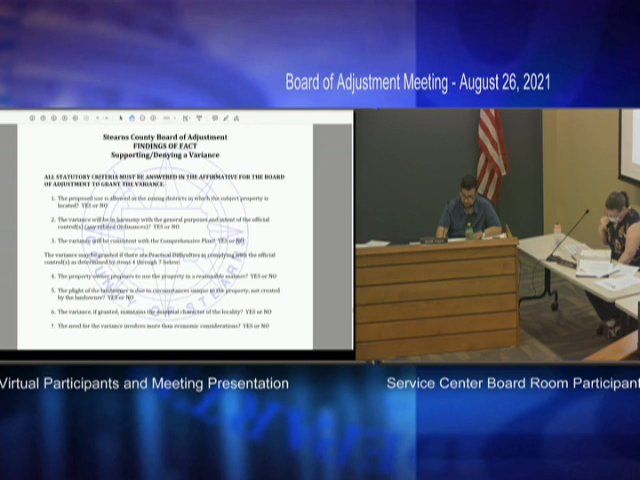 Board of Adjustment Meeting - August 26, 2021
Stearns County Board of Adjustment
FINDINGS OF FACT
Supporting/Denying a Variance
ALL STATUTORY CRITERIA MUST BE ANSWERED IN THE AFFIRMATIVE FOR THE BOARD
OF ADJUSTMENT TO GRANT THE VARIANCE.
1. The proposed use is allowed in the zoning districts in which the subject property is
located? YES or NO
2. The variance will be in harmony with the general purposes and intent of the official
control(s) (any related Ordinances)? YES or NO
3. The variance will be consistent with the Comprehensive Plan? YES or NO
The variance may be granted if there are Practical Difficulties in complying with the official
control(s) as determined by items 4 through 7 below:
4. The property owner proposes to use the property in a reasonable manner? YES or NO
5. The plight of the landowner is due to circumstances unique to the property, not created
by the landowner? YES or NO
6. The variance, if granted, maintains the essential character of the locality? YES or NO
7. The need for the variance involves more than economic considerations? YES or NO
Virtual Participants and Meeting Presentation
Service Center Board Room Participant